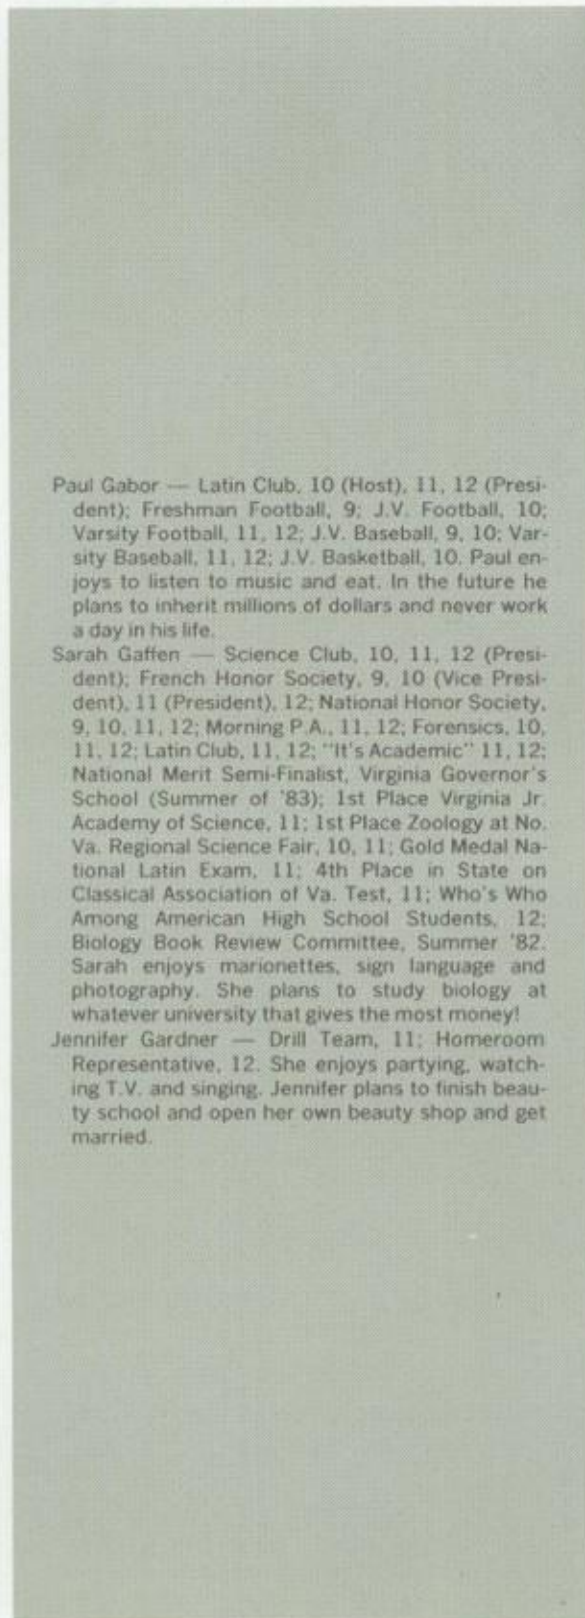 Paul Gabor — Latin Club, 10 (Host), 11, 12 (Presi-
dent); Freshman Football, 9; J.V. Football, 10;
Varsity Football, 11, 12; J.V. Baseball, 9, 10; Var-
sity Baseball, 11, 12; J.V. Basketball, 10. Paul en-
joys to listen to music and eat. In the future he
plans to inherit millions of dollars and never work
a day in his life.
Sarah Gaffen — Science Club, 10, 11, 12 (Presi-
dent); French Honor Society, 9, 10 (Vice Presi-
dent), 11 (President), 12; National Honor Society,
9, 10, 11, 12; Morning P.A., 11, 12; Forensics, 10,
11, 12; Latin Club, 11, 12; "It's Academic" 11, 12;
National Merit Semi-Finalist, Virginia Governor's
School (Summer of '83); 1st Place Virginia Jr.
Academy of Science, 11; 1st Place Zoology at No.
Va. Regional Science Fair, 10, 11; Gold Medal Na-
tional Latin Exam, 11; 4th Place in State on
Classical Association of Va. Test, 11; Who's Who
Among American High School Students, 12;
Biology Book Review Committee, Summer '82.
Sarah enjoys marionettes, sign language and
photography. She plans to study biology at
whatever university that gives the most money!
Jennifer Gardner — Drill Team, 11; Homeroom
Representative, 12. She enjoys partying, watch-
ing T.V. and singing. Jennifer plans to finish beau-
ty school and open her own beauty shop and get
married.